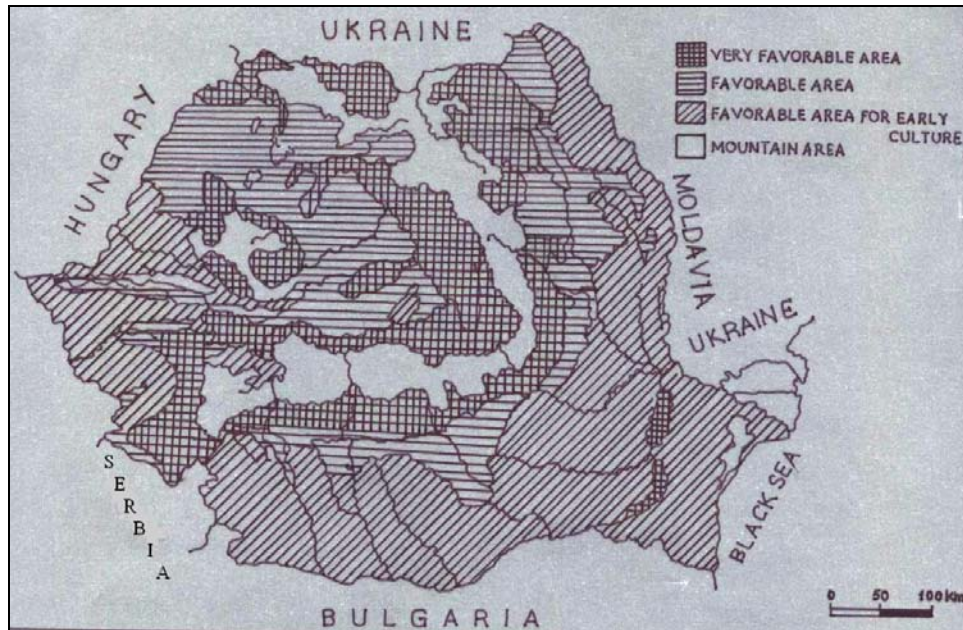 UKRAINE
VERY FAVORABLE AREA
FAVORABLE AREA
FAVORABLE AREA FOR EARLY
CULTURE
MOUNTAIN AREA
HUNGARY
MOLDAVIA
UKRAINE
SERBIA
BLACK SEA
BULGARIA
0 50 100 Km